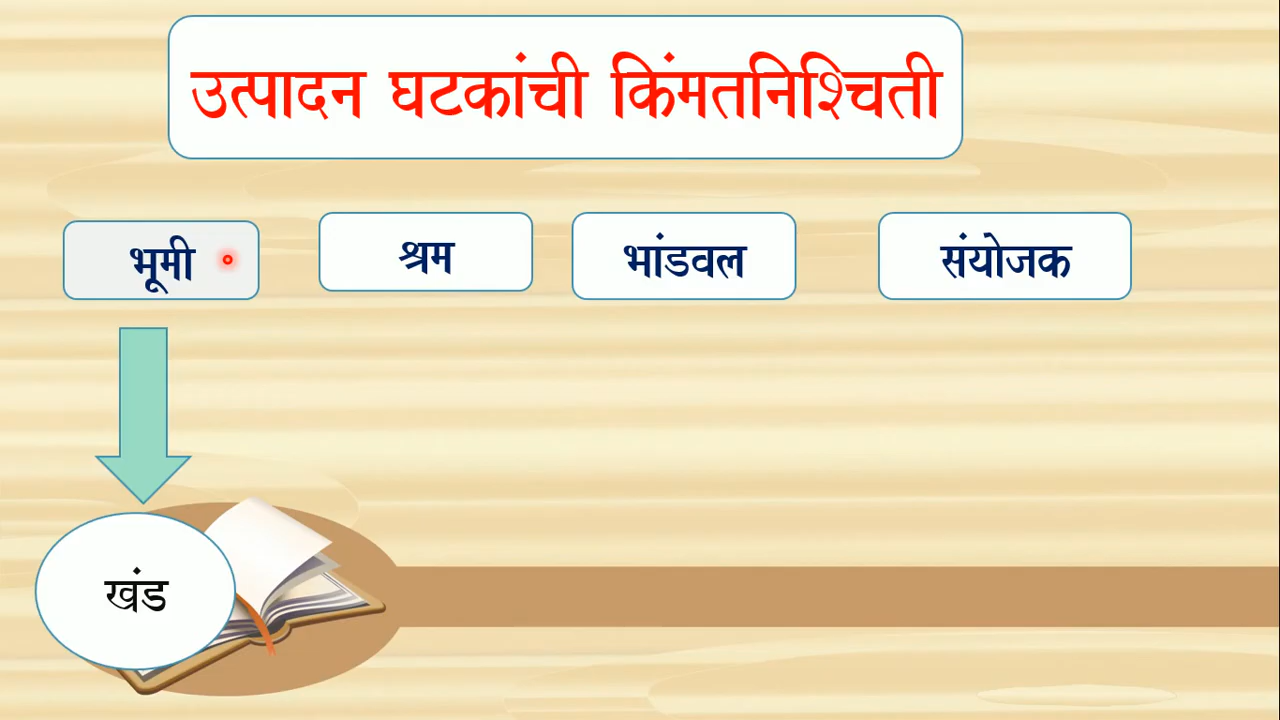 उत्पादन घटकांची किंमतनिश्चिती
भूमी
श्रम
भांडवल
संयोजक
खंड